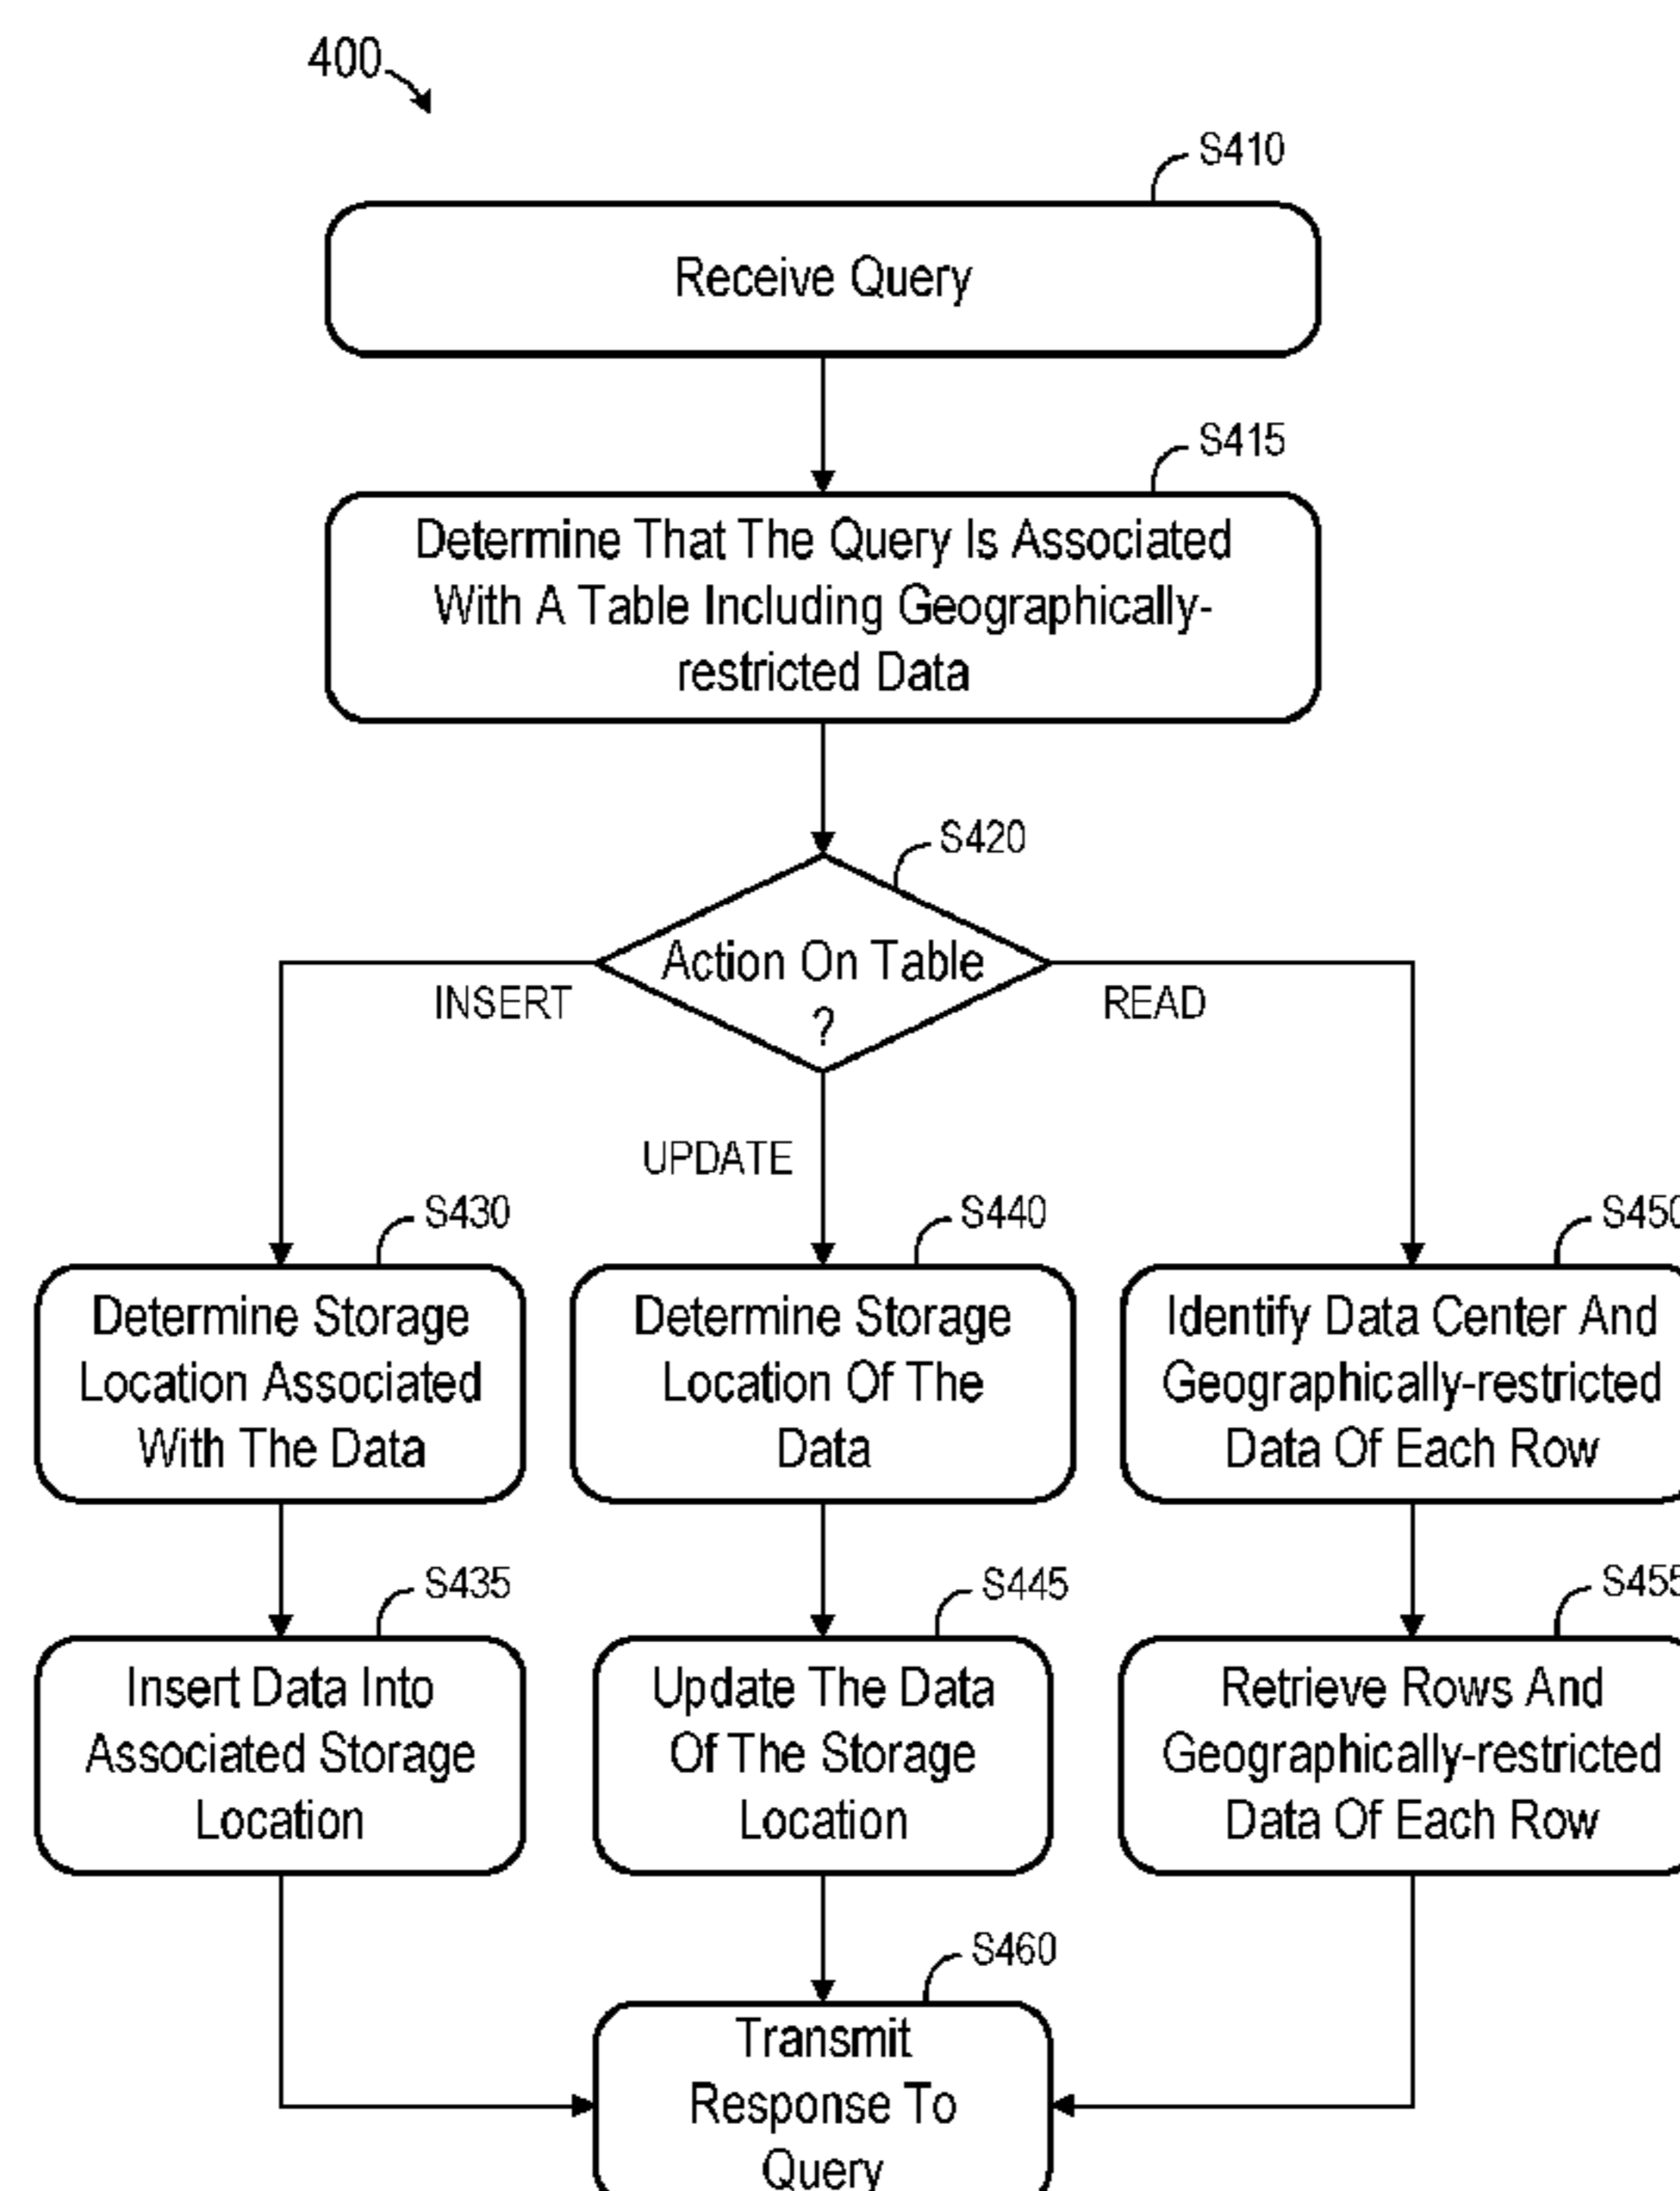 400
S410
Receive Query
S415
Determine That The Query Is Associated
With A Table Including Geographically-
restricted Data
S420
Action On Table
?
INSERT
READ
UPDATE
S430
Determine Storage
Location Associated
With The Data
S440
Determine Storage
Location Of The
Data
S450
Identify Data Center And
Geographically-restricted
Data Of Each Row
S435
Insert Data Into
Associated Storage
Location
S445
Update The Data
Of The Storage
Location
S455
Retrieve Rows And
Geographically-restricted
Data Of Each Row
S460
Transmit
Response To
Query